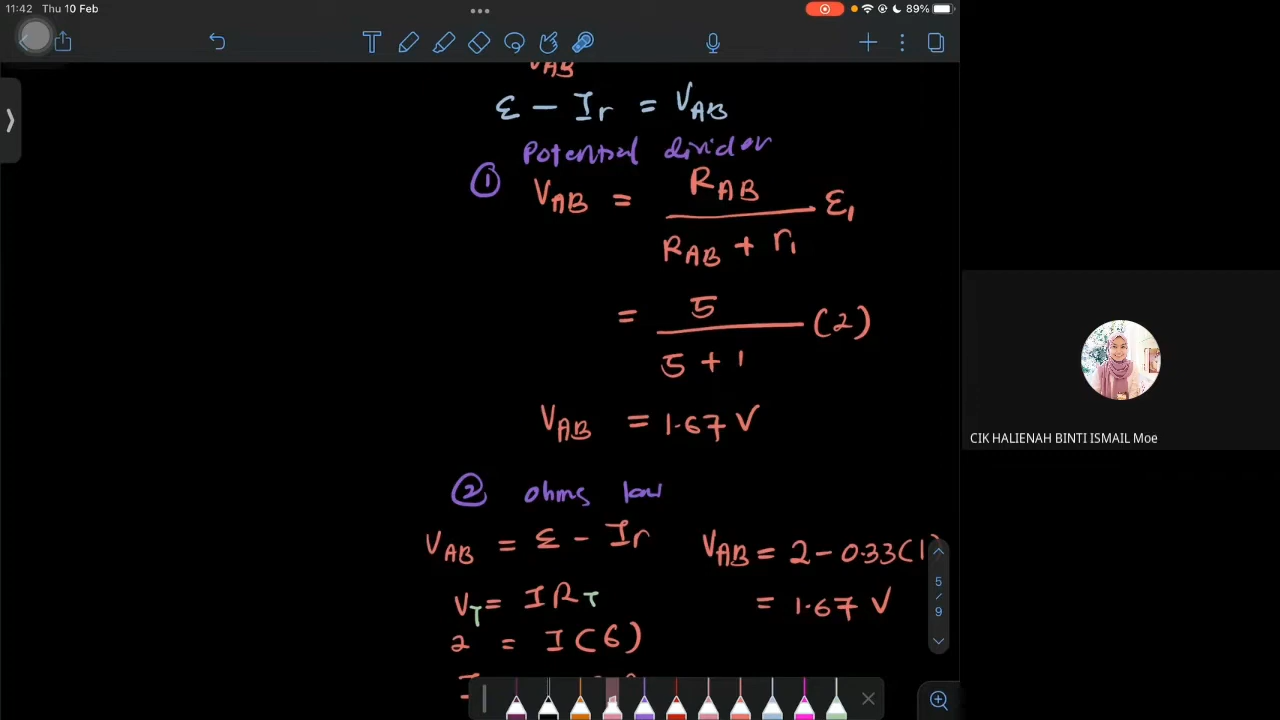 11:42 Thu 10 Feb
89%
VAB
ε − Ir = VAB
Potential divider
① VAB = RAB / (RAB + r1) ε1
= 5 / (5 + 1) (2)
VAB = 1.67 V
② ohms law
VAB = ε − Ir
VT = IRT
2 = I(6)
VAB = 2 − 0.33(1)
= 1.67 V
5
/
9
CIK HALIENAH BINTI ISMAIL Moe